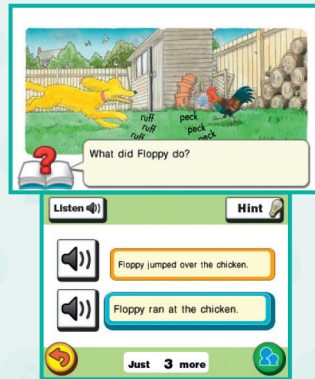 ruff peck
ruff peck
ruff peck
What did Floppy do?
Listen Hint
Floppy jumped over the chicken.
Floppy ran at the chicken.
Just 3 more